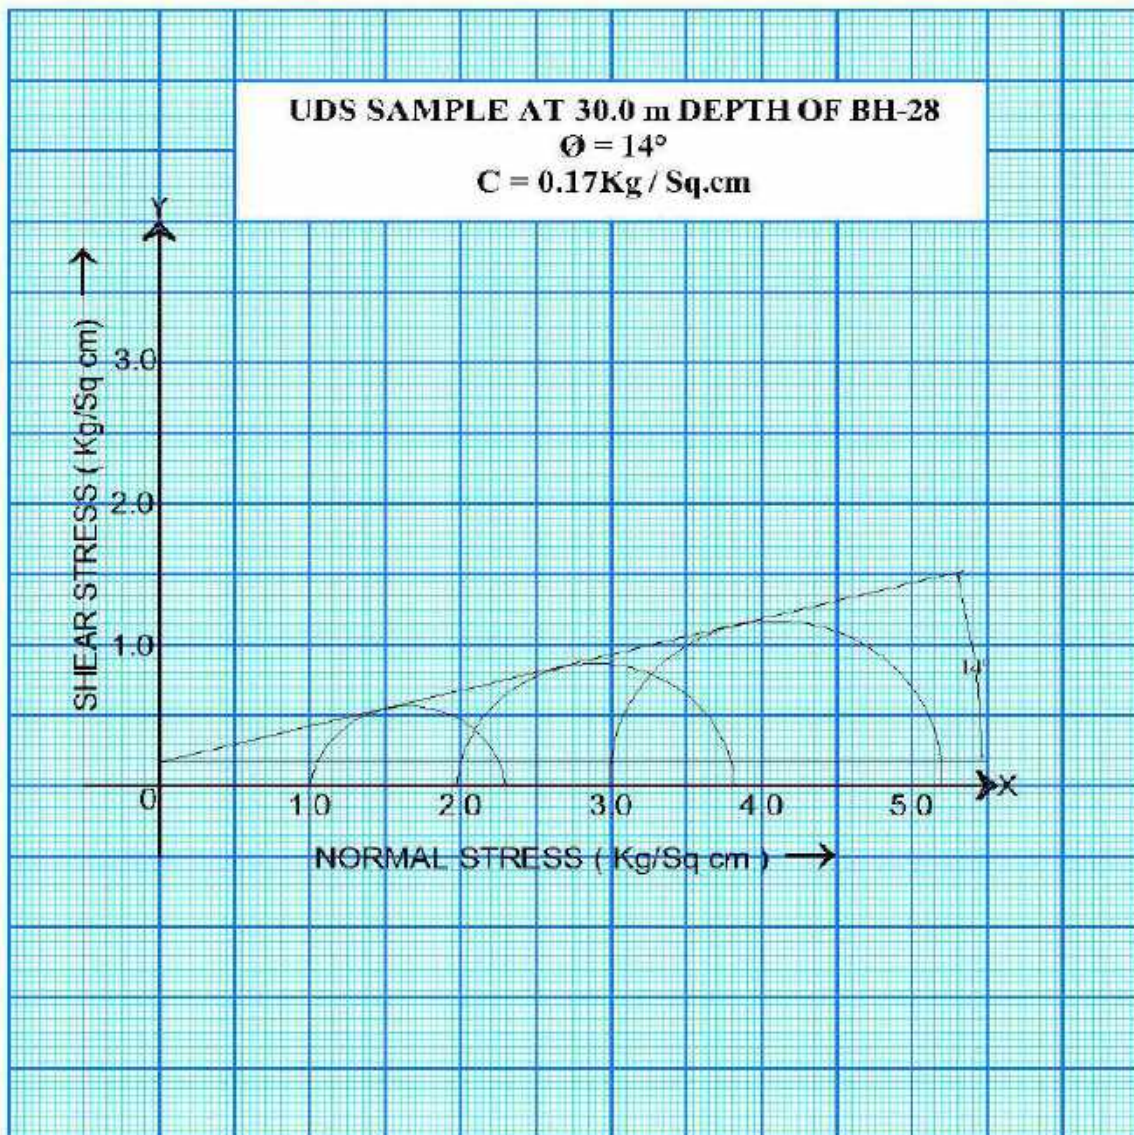 UDS SAMPLE AT 30.0 m DEPTH OF BH-28
Ø = 14°
C = 0.17Kg / Sq.cm
Y
SHEAR STRESS ( Kg/Sq cm)
3.0
2.0
1.0
14°
0
1.0
2.0
3.0
4.0
5.0
X
NORMAL STRESS ( Kg/Sq cm )